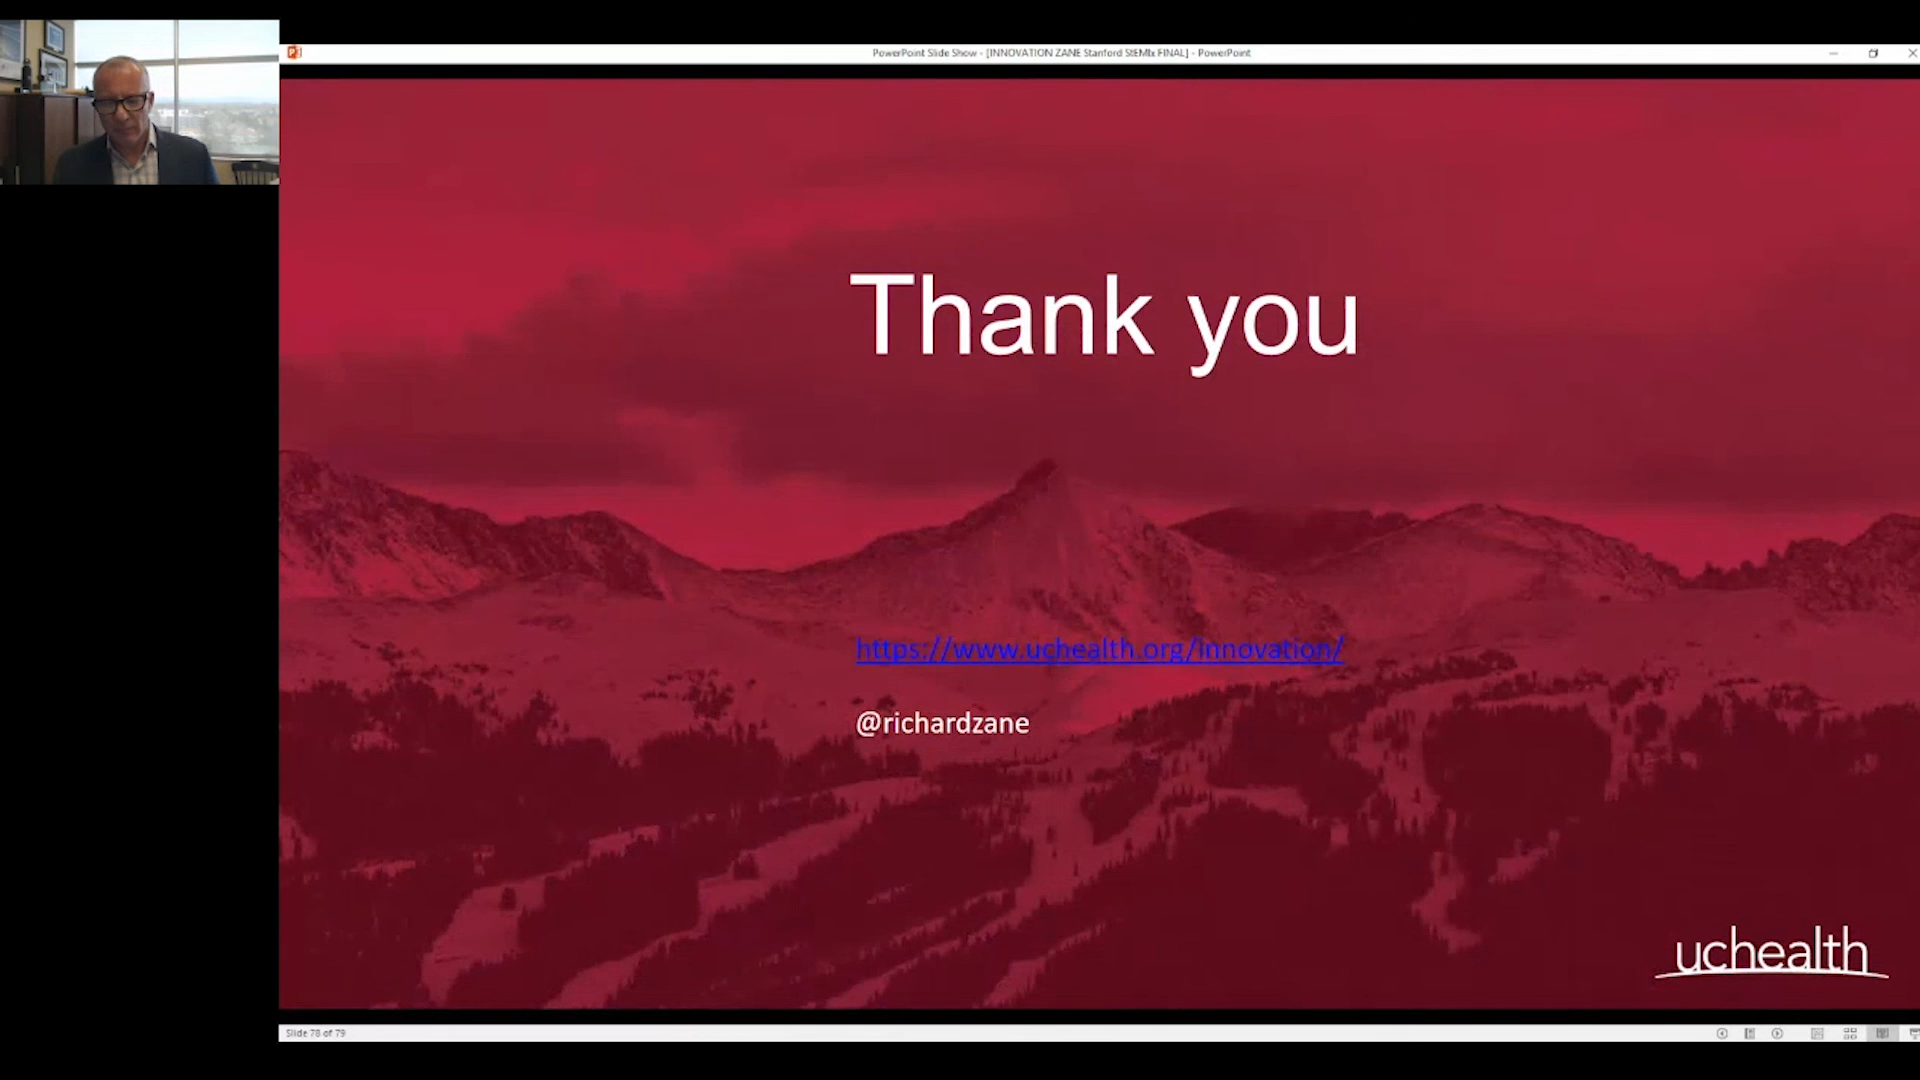 PowerPoint Slide Show - [INNOVATION ZANE Stanford StEMIx FINAL] - PowerPoint
Thank you
https://www.uchealth.org/innovation/
@richardzane
uchealth
Slide 78 of 79